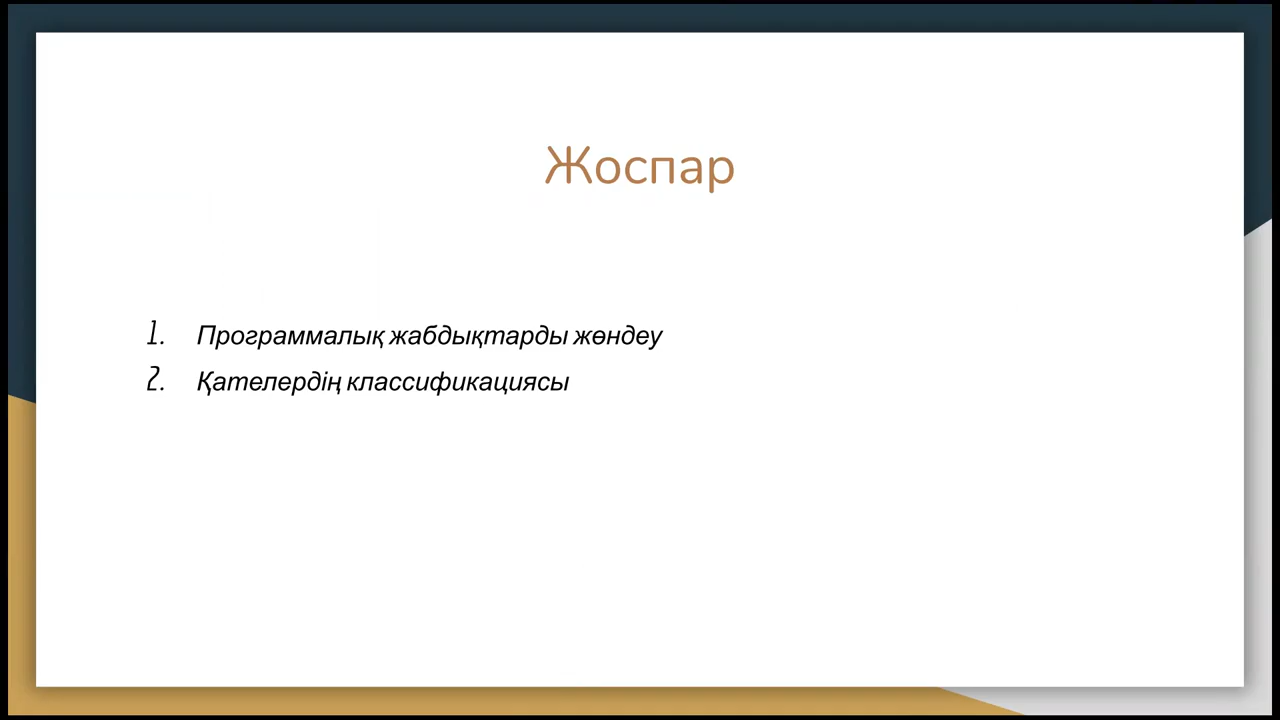 Жоспар
1. Программалық жабдықтарды жөндеу
2. Қателердің классификациясы